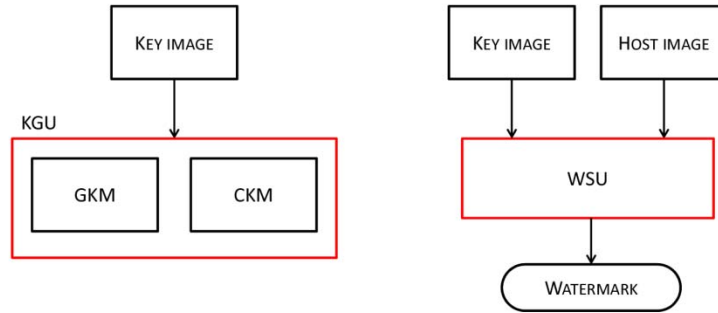 KEY IMAGE
KGU
GKM
CKM
KEY IMAGE
HOST IMAGE
WSU
WATERMARK